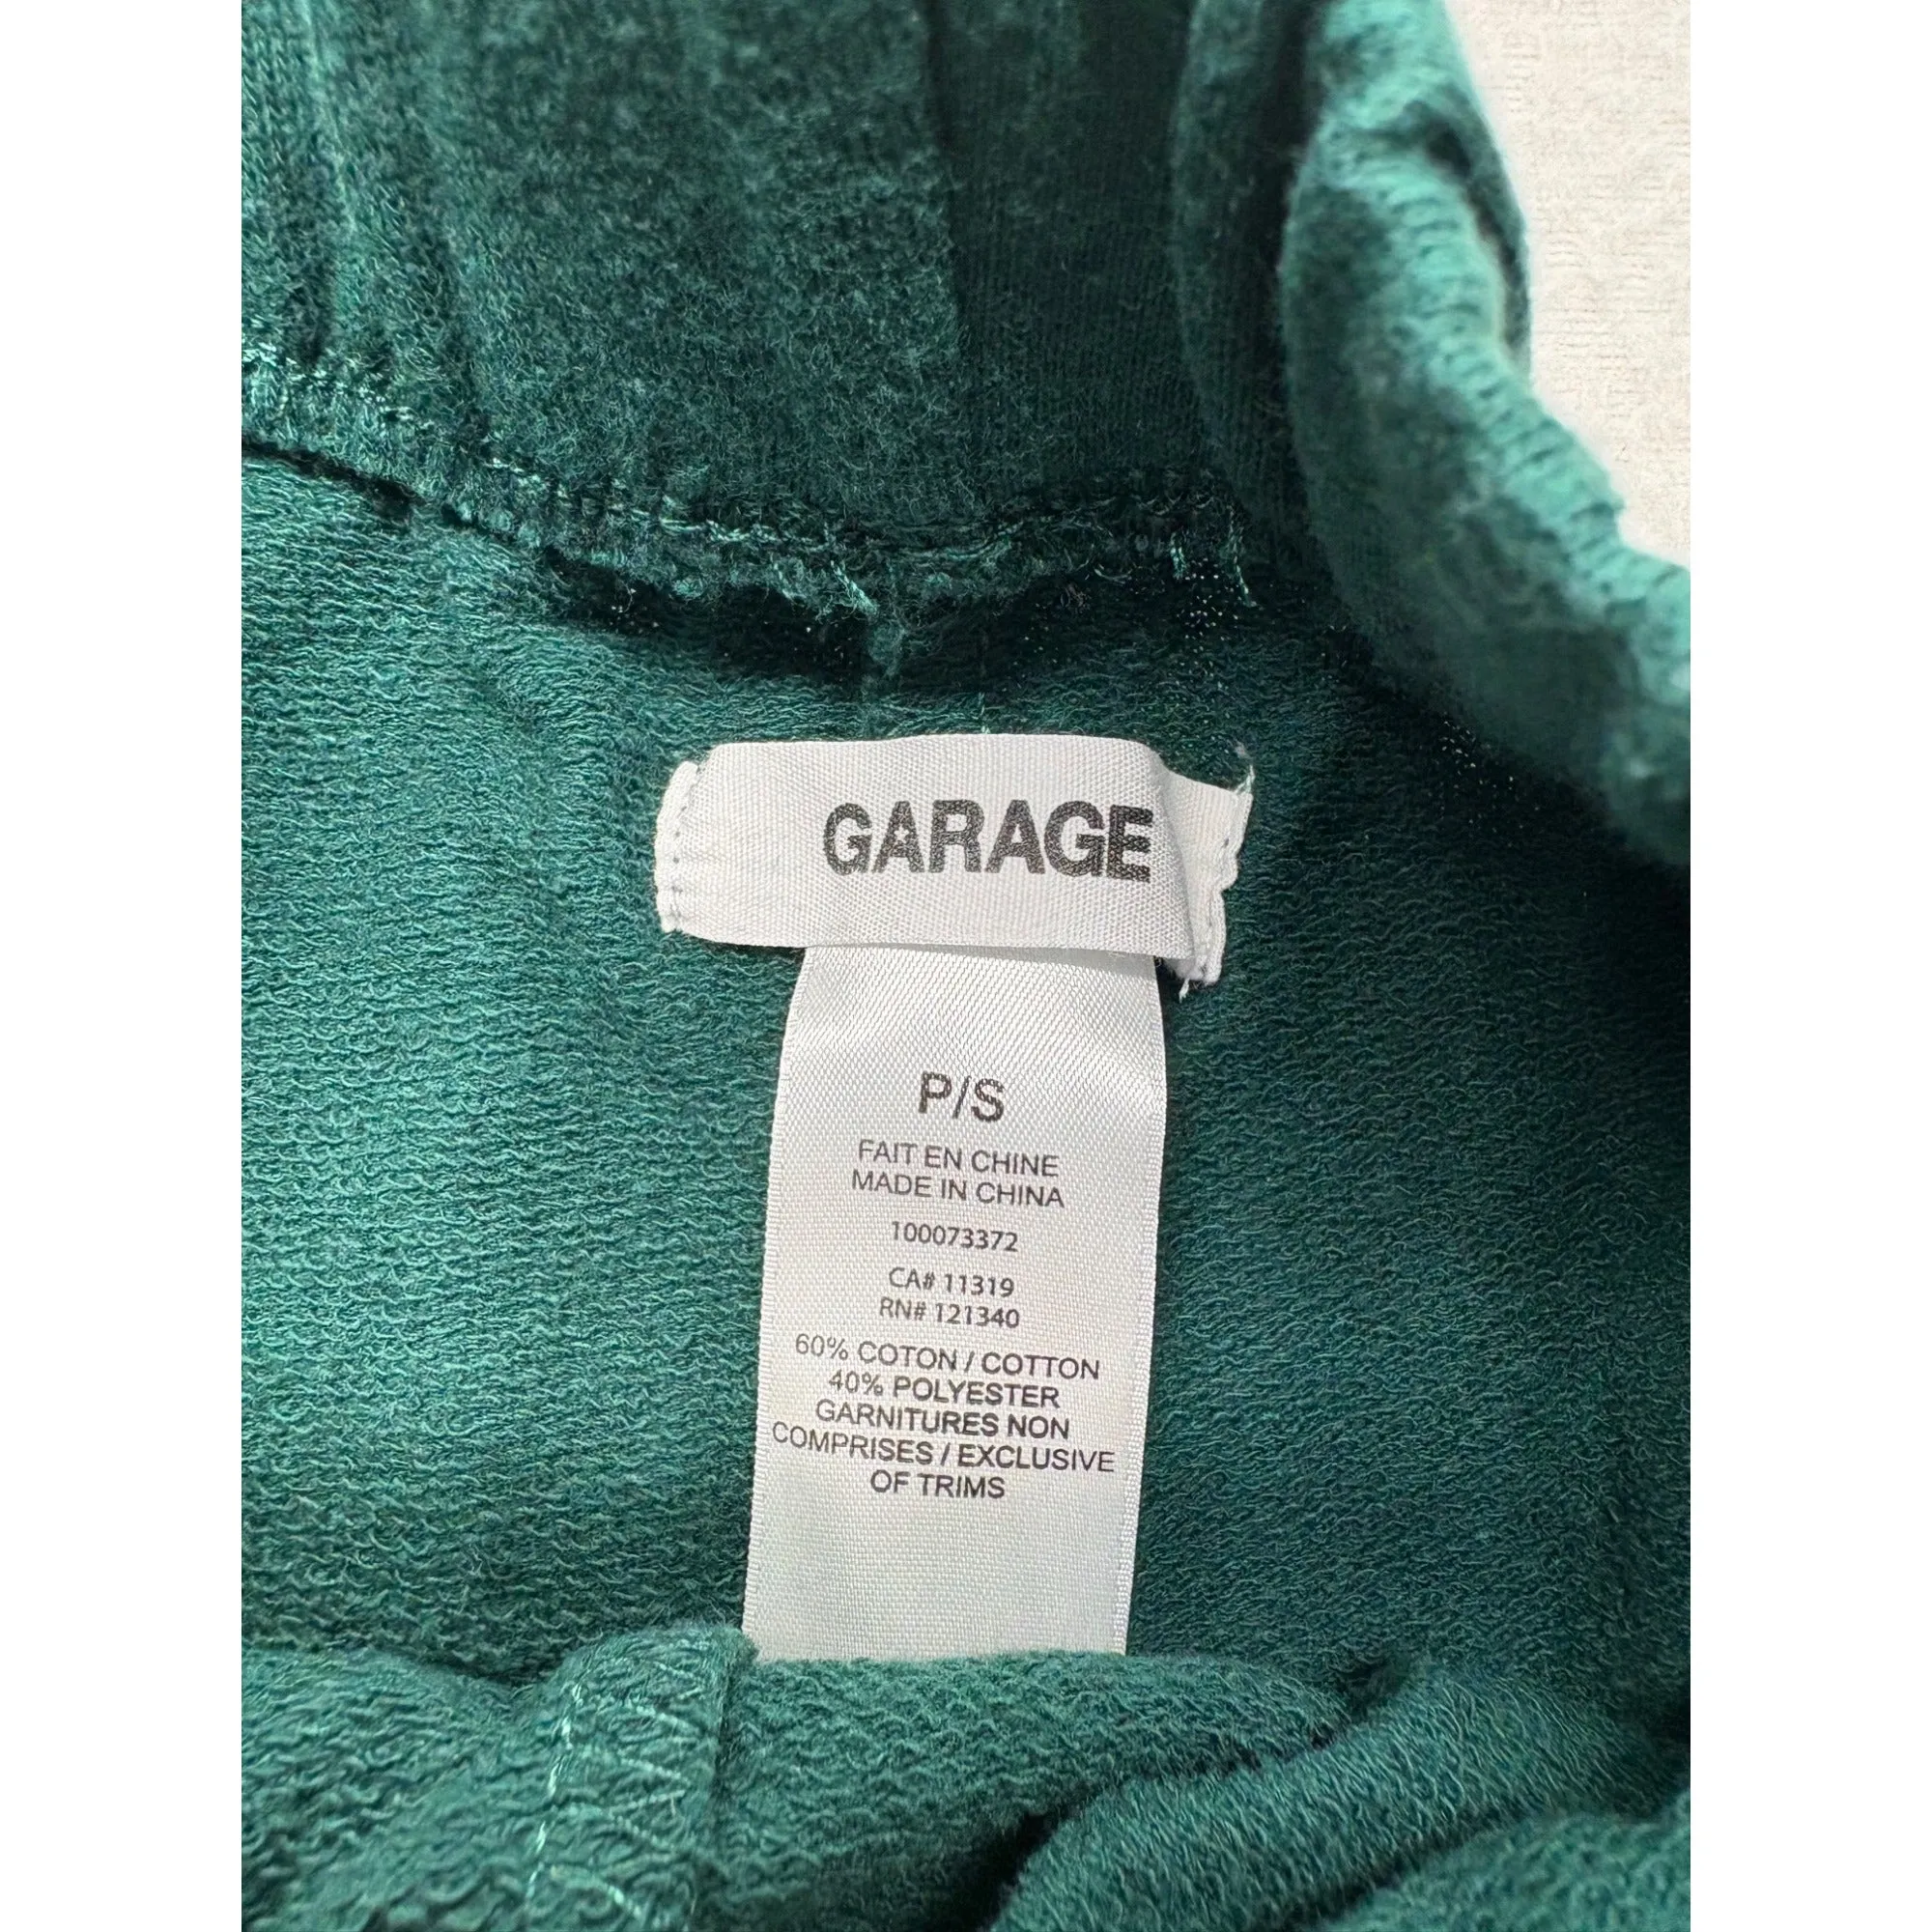 GARAGE
P/S
FAIT EN CHINE
MADE IN CHINA
100073372
CA# 11319
RN# 121340
60% COTON / COTTON
40% POLYESTER
GARNITURES NON
COMPRISES / EXCLUSIVE
OF TRIMS